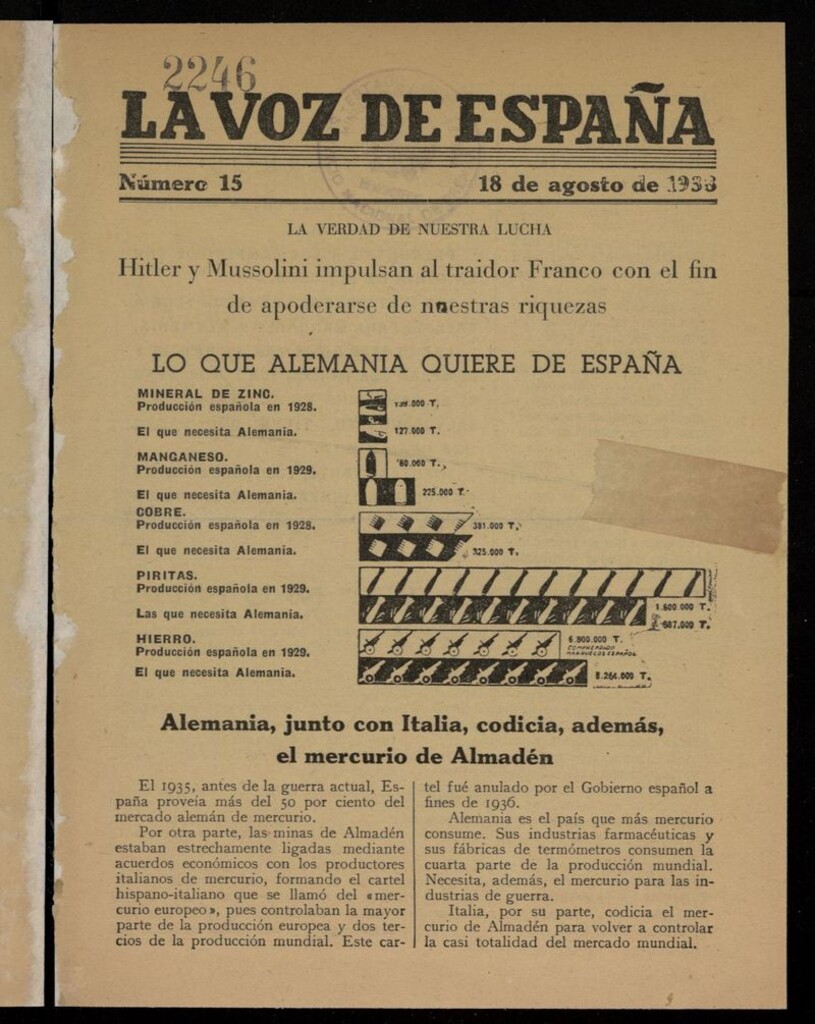 2246
LA VOZ DE ESPAÑA
Número 15
18 de agosto de 1938
LA VERDAD DE NUESTRA LUCHA
Hitler y Mussolini impulsan al traidor Franco con el fin
de apoderarse de nuestras riquezas
LO QUE ALEMANIA QUIERE DE ESPAÑA
MINERAL DE ZINC.
Producción española en 1928.
000 T.
El que necesita Alemania.
127.000 T.
MANGANESO.
Producción española en 1929.
000 T.
El que necesita Alemania.
225.000 T.
COBRE.
Producción española en 1928.
381.000 T.
El que necesita Alemania.
325.000 T.
PIRITAS.
Producción española en 1929.
Las que necesita Alemania.
1.600.000 T.
987.000 T.
HIERRO.
Producción española en 1929.
6.800.000 T.
COMPRENDIDO
MARRUECOS ESPAÑOL
El que necesita Alemania.
8.264.000 T.
Alemania, junto con Italia, codicia, además,
el mercurio de Almadén
El 1935, antes de la guerra actual, Es-
paña proveía más del 50 por ciento del
mercado alemán de mercurio.
Por otra parte, las minas de Almadén
estaban estrechamente ligadas mediante
acuerdos económicos con los productores
italianos de mercurio, formando el cartel
hispano-italiano que se llamó del «mer-
curio europeo», pues controlaban la mayor
parte de la producción europea y dos ter-
cios de la producción mundial. Este car-
tel fué anulado por el Gobierno español a
fines de 1936.
Alemania es el país que más mercurio
consume. Sus industrias farmacéuticas y
sus fábricas de termómetros consumen la
cuarta parte de la producción mundial.
Necesita, además, el mercurio para las in-
dustrias de guerra.
Italia, por su parte, codicia el mer-
curio de Almadén para volver a controlar
la casi totalidad del mercado mundial.